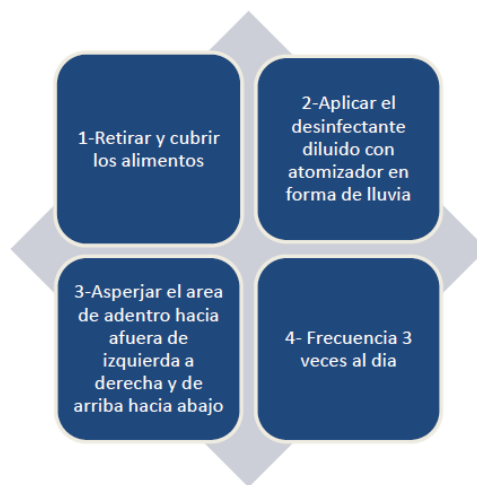 1-Retirar y cubrir
los alimentos
2-Aplicar el
desinfectante
diluido con
atomizador en
forma de lluvia
3-Asperjar el area
de adentro hacia
afuera de
izquierda a
derecha y de
arriba hacia abajo
4- Frecuencia 3
veces al dia